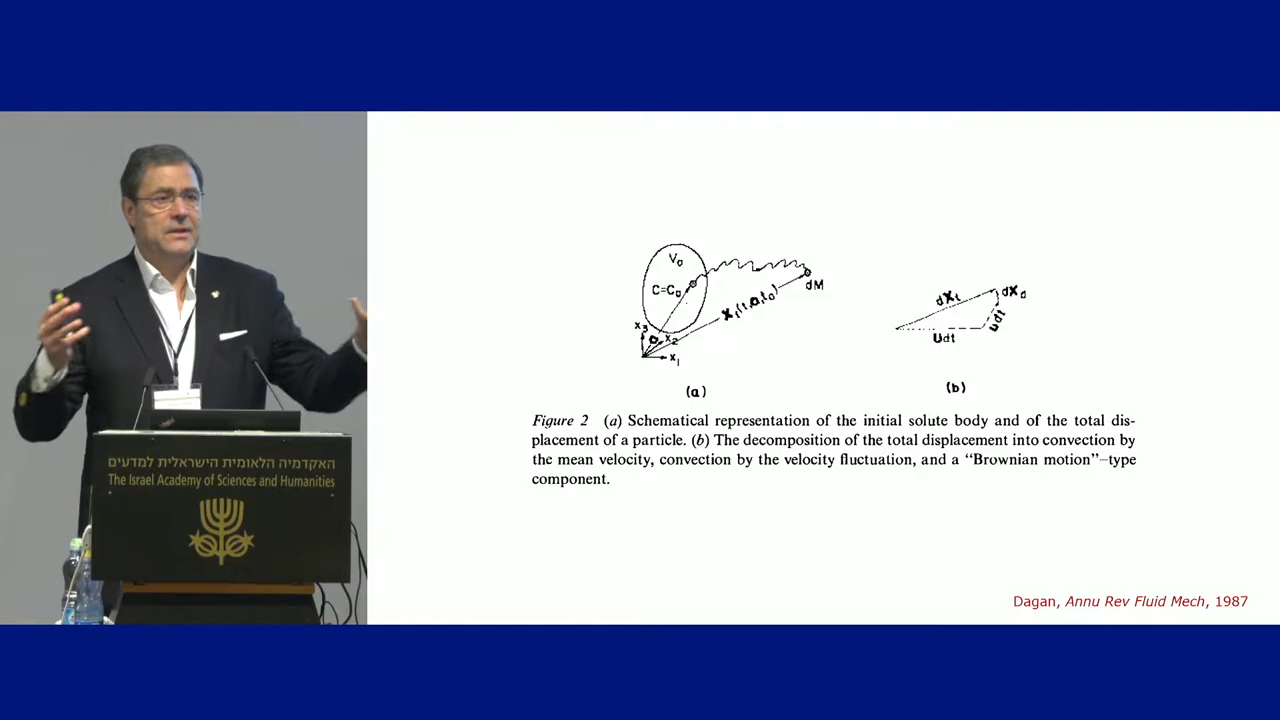 האקדמיה הלאומית הישראלית למדעים
The Israel Academy of Sciences and Humanities
V₀
C=C₀
dM
X₃
a
X₂
X₁
(a)
dXₜ
dX_d
udt
Udt
(b)
Figure 2 (a) Schematical representation of the initial solute body and of the total dis-
placement of a particle. (b) The decomposition of the total displacement into convection by
the mean velocity, convection by the velocity fluctuation, and a “Brownian motion”–type
component.
Dagan, Annu Rev Fluid Mech, 1987